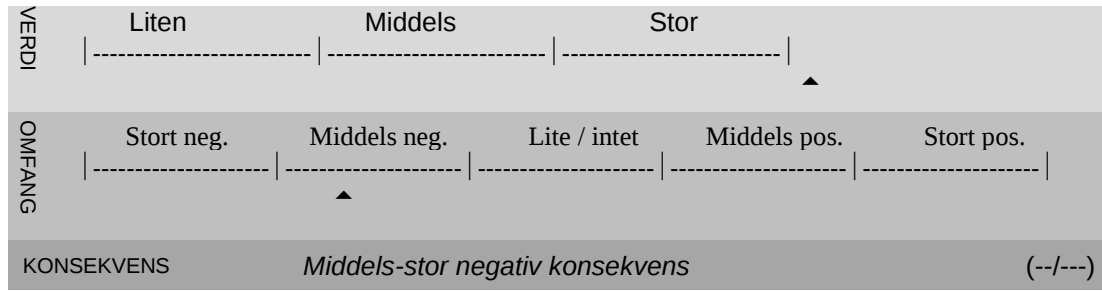 VERDI
Liten Middels Stor
|--------------------------|--------------------------|--------------------------|
OMFANG
Stort neg. Middels neg. Lite / intet Middels pos. Stort pos.
|----------------------|----------------------|----------------------|----------------------|----------------------|
KONSEKVENS Middels-stor negativ konsekvens (--/---)